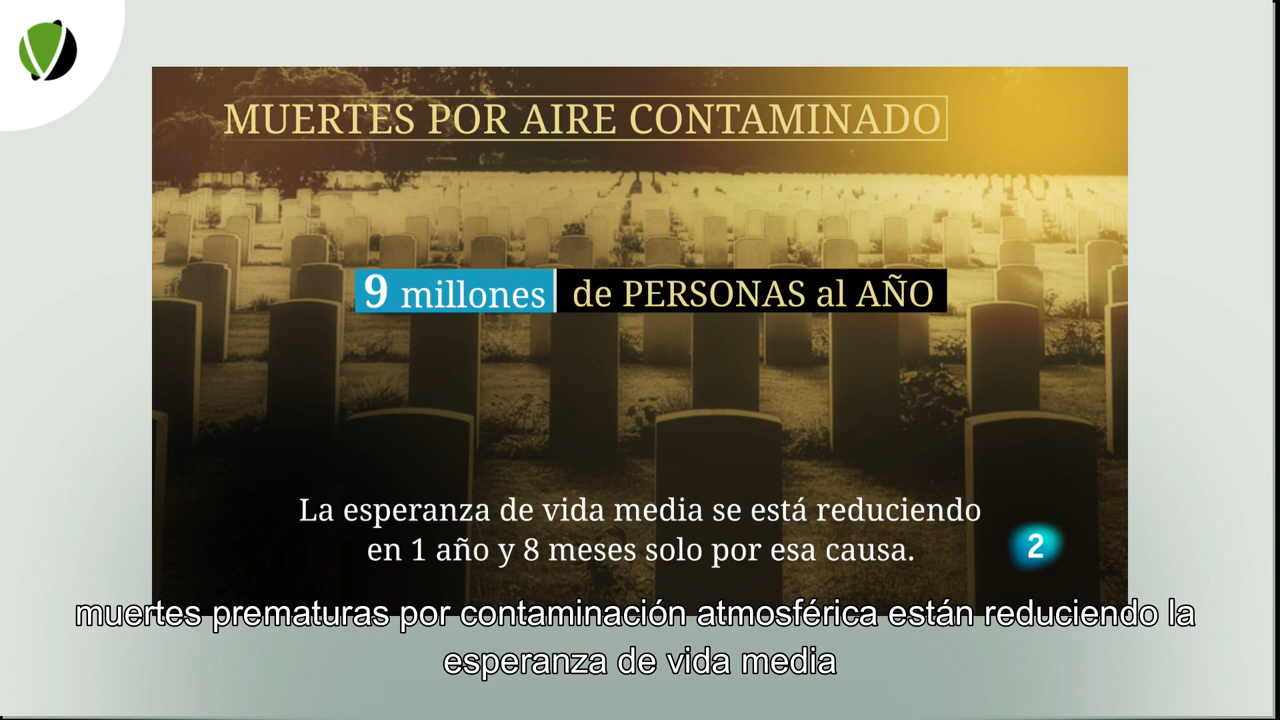 MUERTES POR AIRE CONTAMINADO
9 millones de PERSONAS al AÑO
La esperanza de vida media se está reduciendo
en 1 año y 8 meses solo por esa causa.
2
muertes prematuras por contaminación atmosférica están reduciendo la
esperanza de vida media